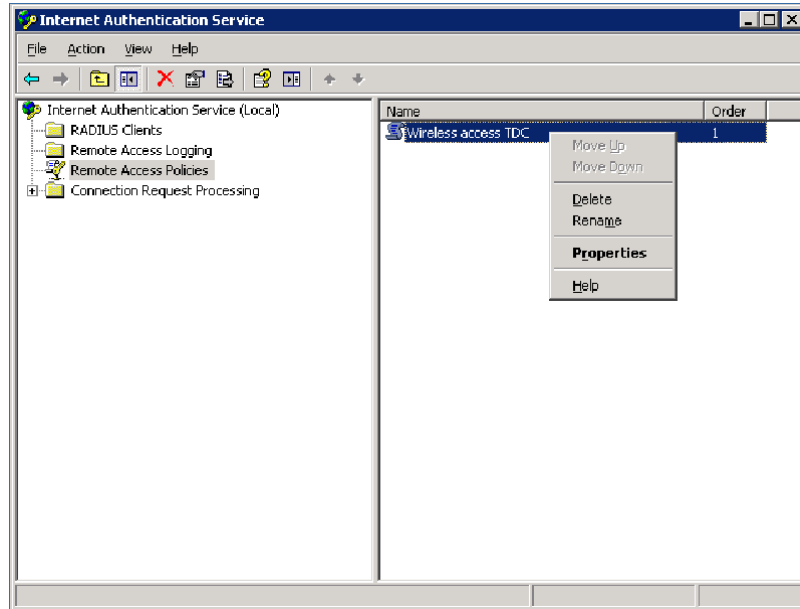 Internet Authentication Service
File Action View Help
Internet Authentication Service (Local)
RADIUS Clients
Remote Access Logging
Remote Access Policies
Connection Request Processing
Name Order
Wireless access TDC 1
Move Up
Move Down
Delete
Rename
Properties
Help